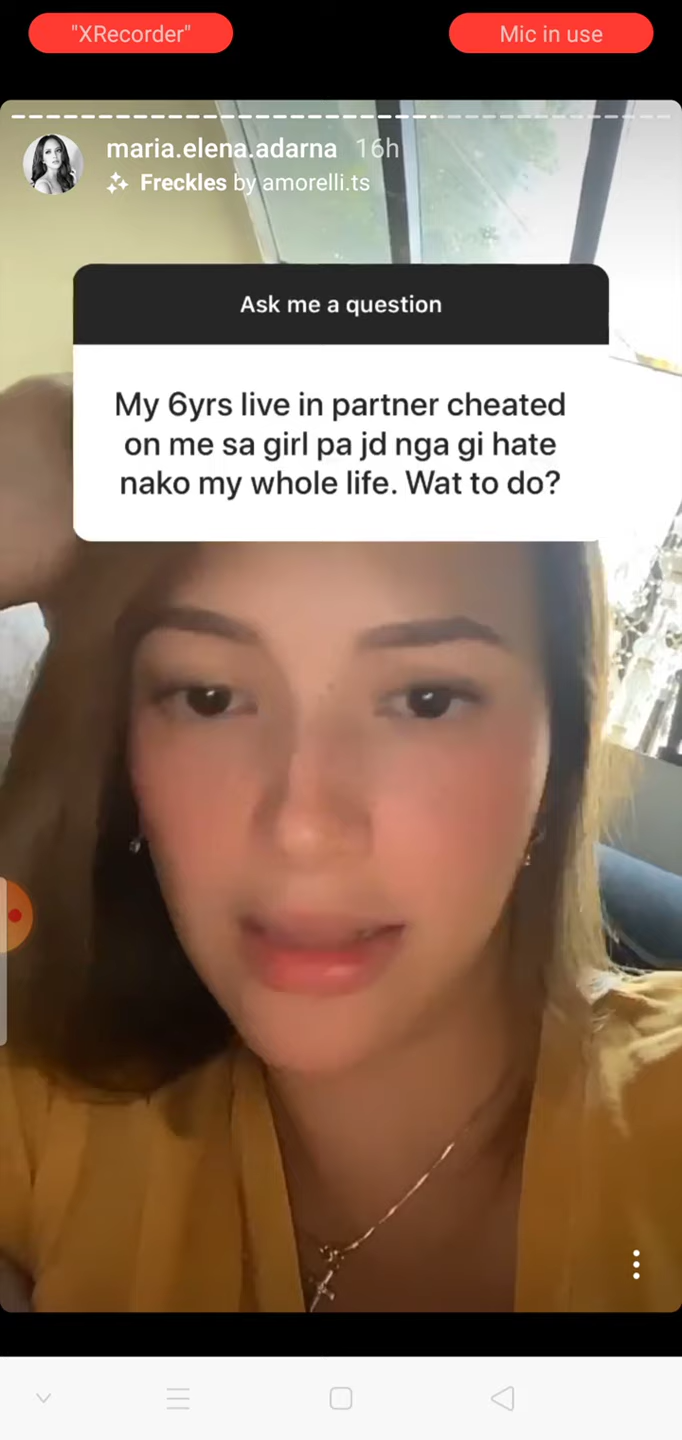 "XRecorder"
Mic in use
maria.elena.adarna 16h
Freckles by amorelli.ts
Ask me a question
My 6yrs live in partner cheated
on me sa girl pa jd nga gi hate
nako my whole life. Wat to do?